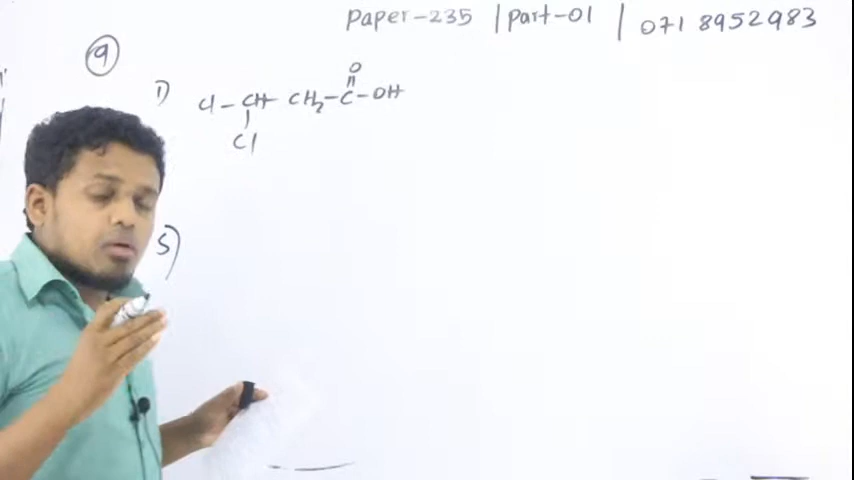 Paper-235 | Part-01 | 071 8952983
9
1)
O
Cl - CH - CH2 - C - OH
Cl
5)